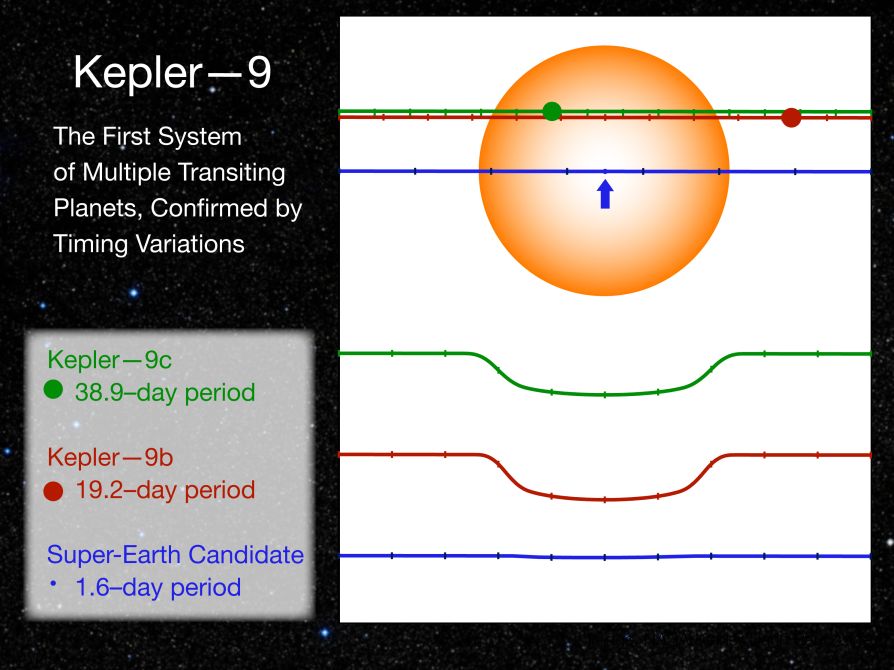 Kepler—9
The First System
of Multiple Transiting
Planets, Confirmed by
Timing Variations
Kepler—9c
38.9–day period
Kepler—9b
19.2–day period
Super-Earth Candidate
1.6–day period